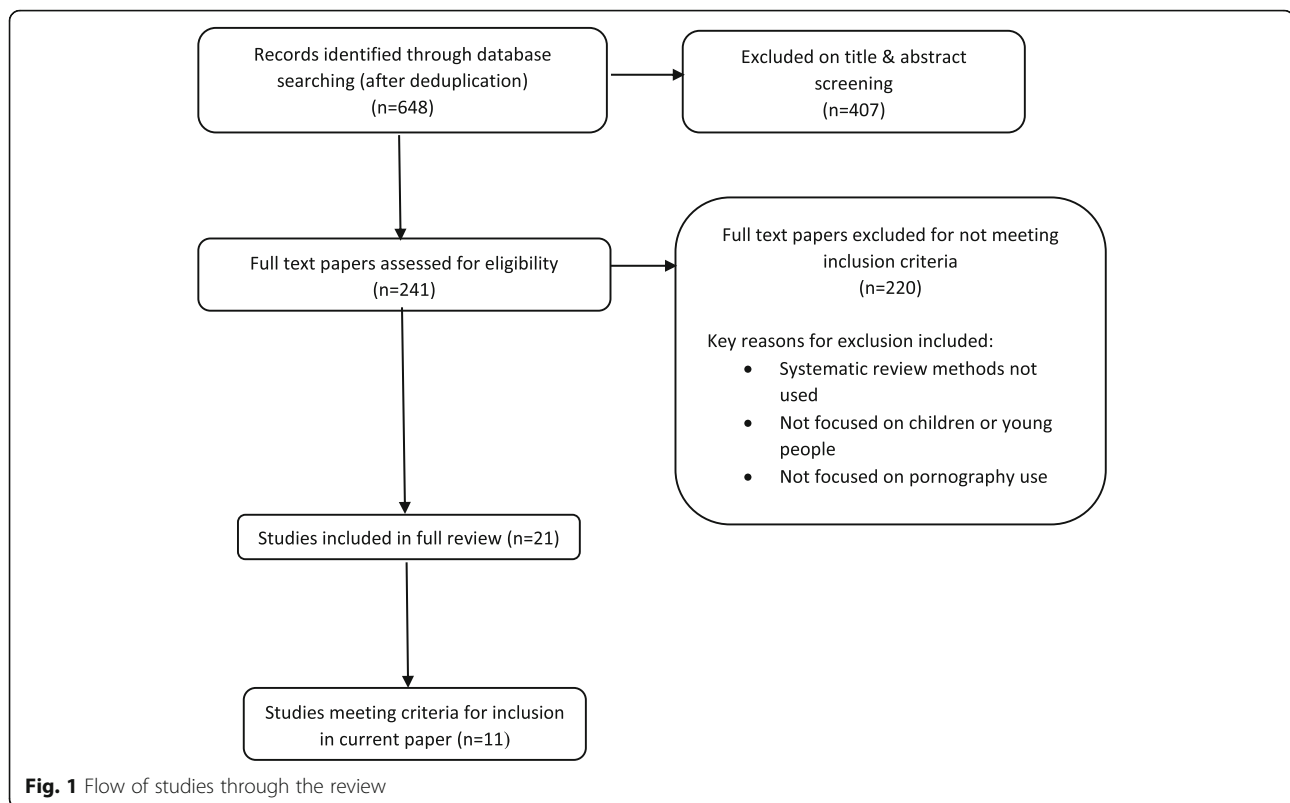 Records identified through database
searching (after deduplication)
(n=648)
Excluded on title & abstract
screening
(n=407)
Full text papers assessed for eligibility
(n=241)
Full text papers excluded for not meeting
inclusion criteria
(n=220)
Key reasons for exclusion included:
• Systematic review methods not
used
• Not focused on children or young
people
• Not focused on pornography use
Studies included in full review (n=21)
Studies meeting criteria for inclusion
in current paper (n=11)
Fig. 1 Flow of studies through the review